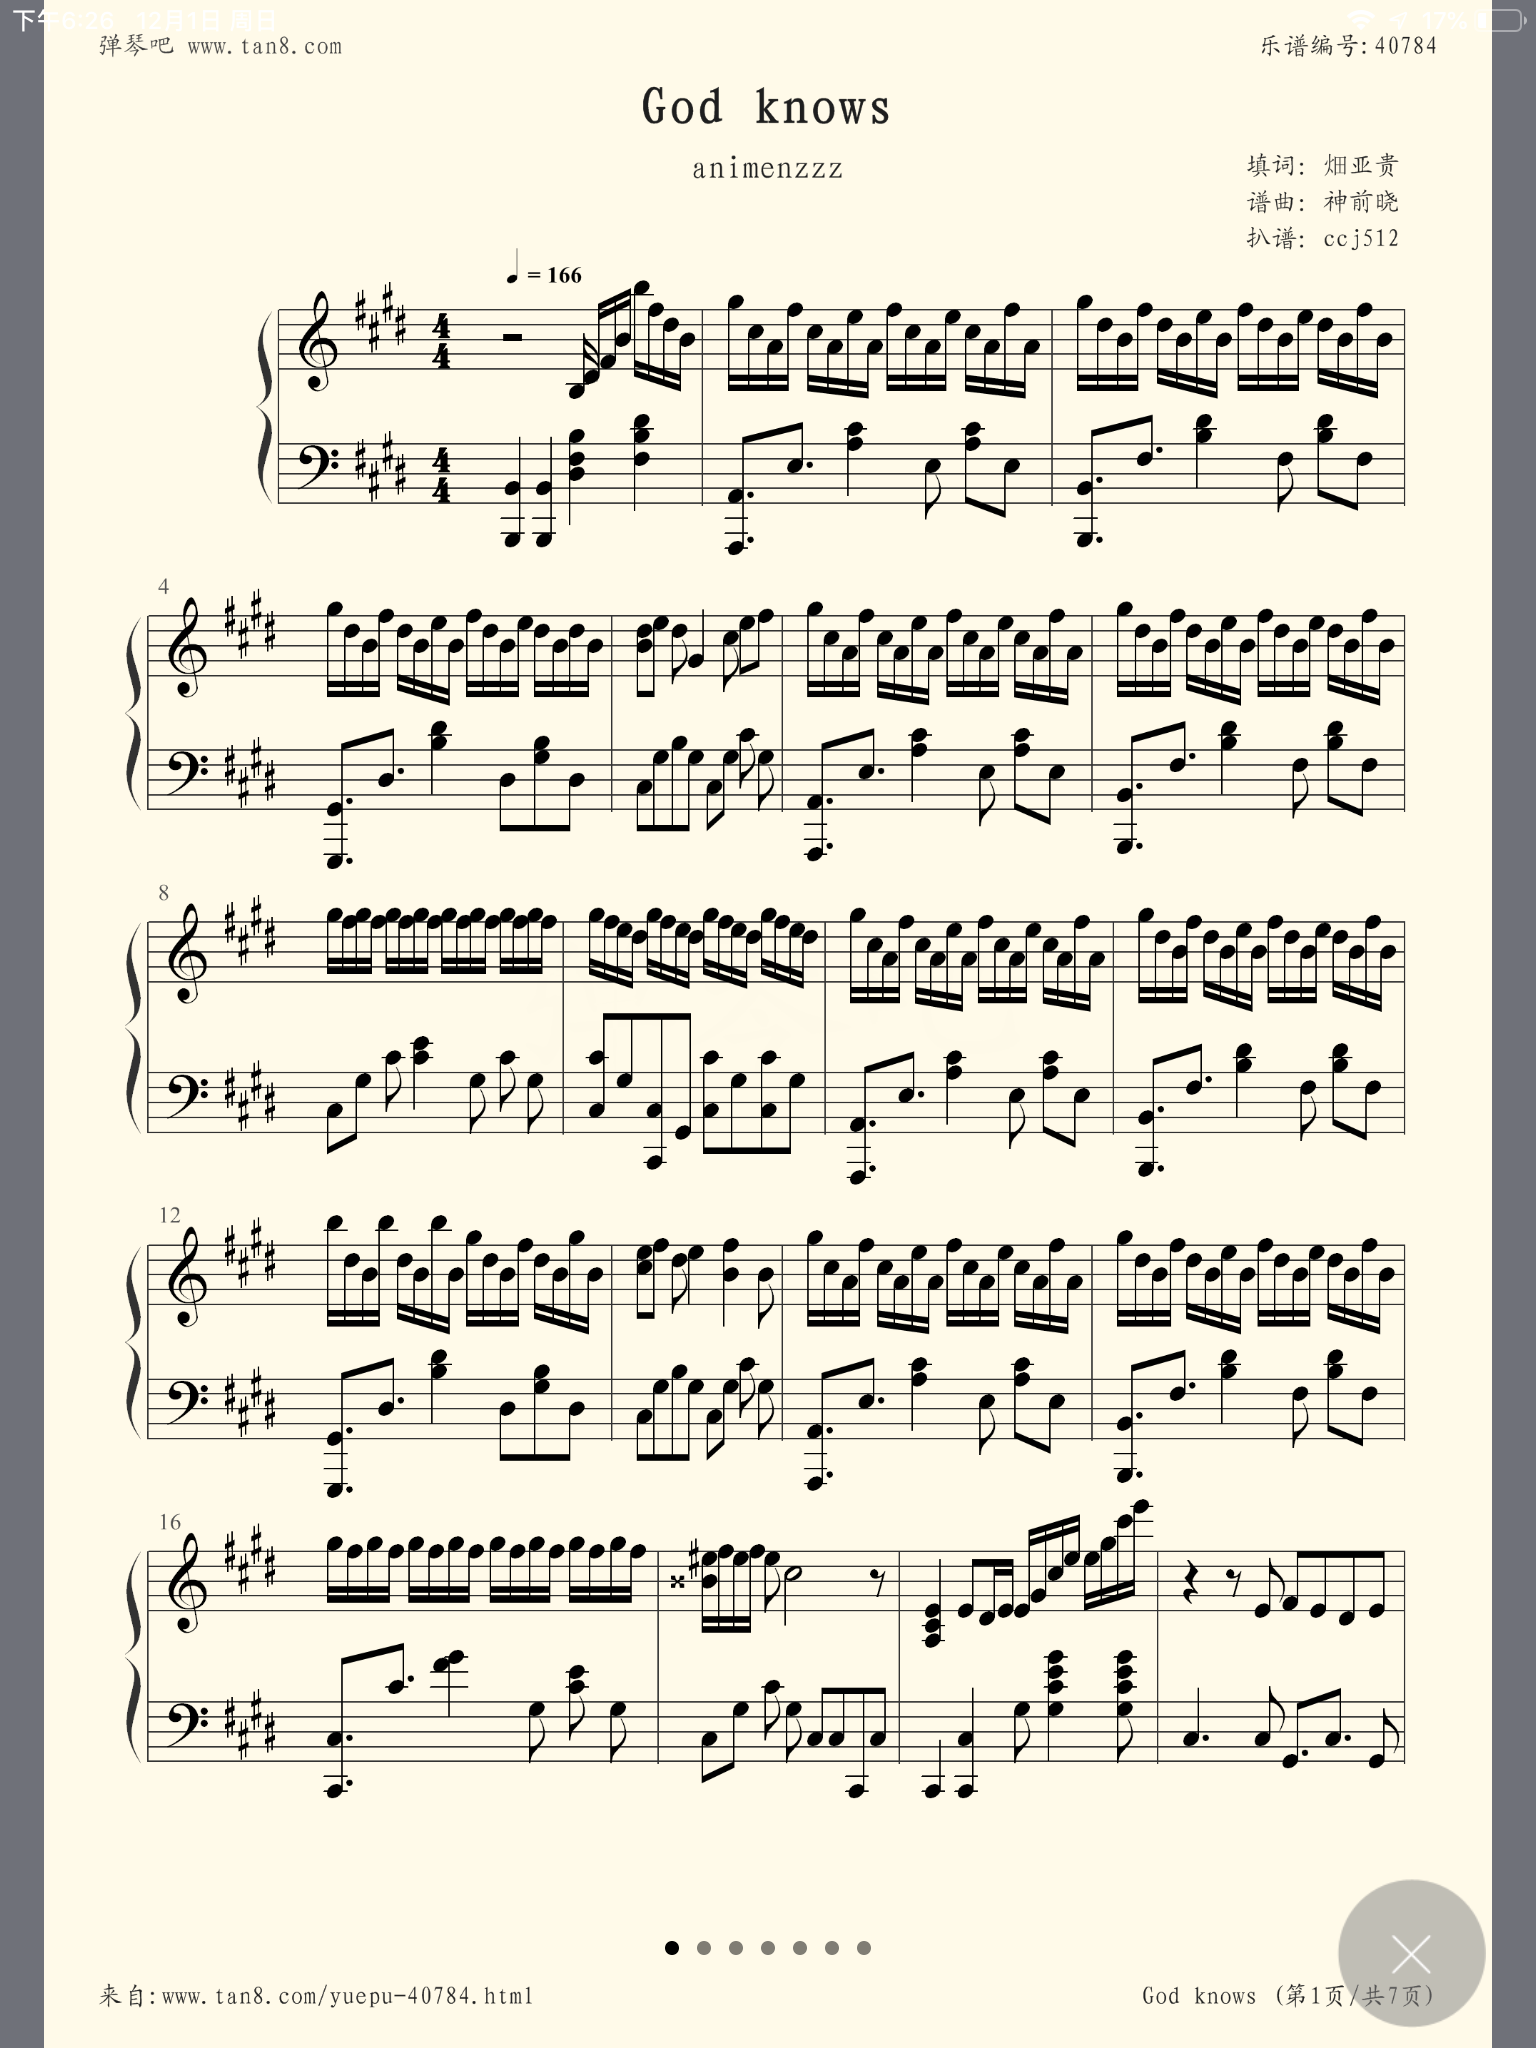 下午6:26 12月1日 周日 17%
弹琴吧 www.tan8.com 乐谱编号:40784
God knows
animenzzz
填词: 畑亚贵
谱曲: 神前晓
扒谱: ccj512
= 166
4
8
12
16
来自:www.tan8.com/yuepu-40784.html God knows (第1页/共7页)